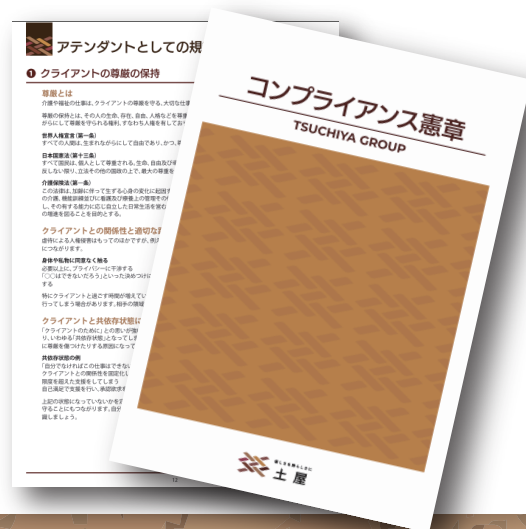 アテンダントとしての規
❶ クライアントの尊厳の保持
尊厳とは
介護や福祉の仕事は、クライアントの尊厳を守る、大切な仕事
尊厳の保持とは、その人の生命、存在、自由、人格などを尊重
がらにして尊厳を守られる権利、すなわち人権を有してお
世界人権宣言(第一条)
すべての人間は、生まれながらにして自由であり、かつ、
日本国憲法(第十三条)
すべて国民は、個人として尊重される。生命、自由及び
反しない限り、立法その他の国政の上で、最大の尊重を
介護保険法(第一条)
この法律は、加齢に伴って生ずる心身の変化に起因す
の介護、機能訓練並びに看護及び療養上の管理その
し、その有する能力に応じ自立した日常生活を営む
の増進を図ることを目的とする。
クライアントとの関係性と適切な
虐待による人権侵害はもってのほかですが、例
につながります。
身体や私物に同意なく触る
必要以上に、プライバシーに干渉する
「○○はできないだろう」といった決めつけに
する
特にクライアントと過ごす時間が増えてい
行ってしまう場合があります。相手の領域
クライアントと共依存状態に
「クライアントのために」との思いが強
り、いわゆる「共依存状態」となってし
に尊厳を傷つけたりする原因になって
共依存状態の例
「自分でなければこの仕事はできな
クライアントとの関係性を固定化し
限度を超えた支援をしてしまう
自己満足で支援を行い、承認欲求
上記の状態になっていないかを
守ることにもつながります。自分
識しましょう。
12
コンプライアンス憲章
TSUCHIYA GROUP
土屋